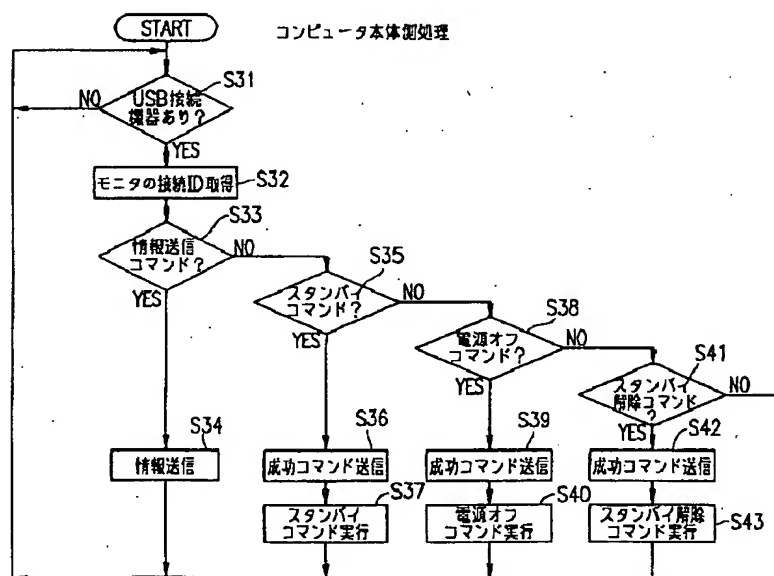 START
コンピュータ本体側処理
S31
USB接続
機器あり?
NO
YES
モニタの接続ID取得
S32
S33
情報送信
コマンド?
NO
YES
S35
スタンバイ
コマンド?
NO
YES
S38
電源オフ
コマンド?
NO
YES
S41
スタンバイ
解除コマンド
?
NO
YES
S34
情報送信
S36
成功コマンド送信
S37
スタンバイ
コマンド実行
S39
成功コマンド送信
S40
電源オフ
コマンド実行
S42
成功コマンド送信
スタンバイ解除
コマンド実行
S43